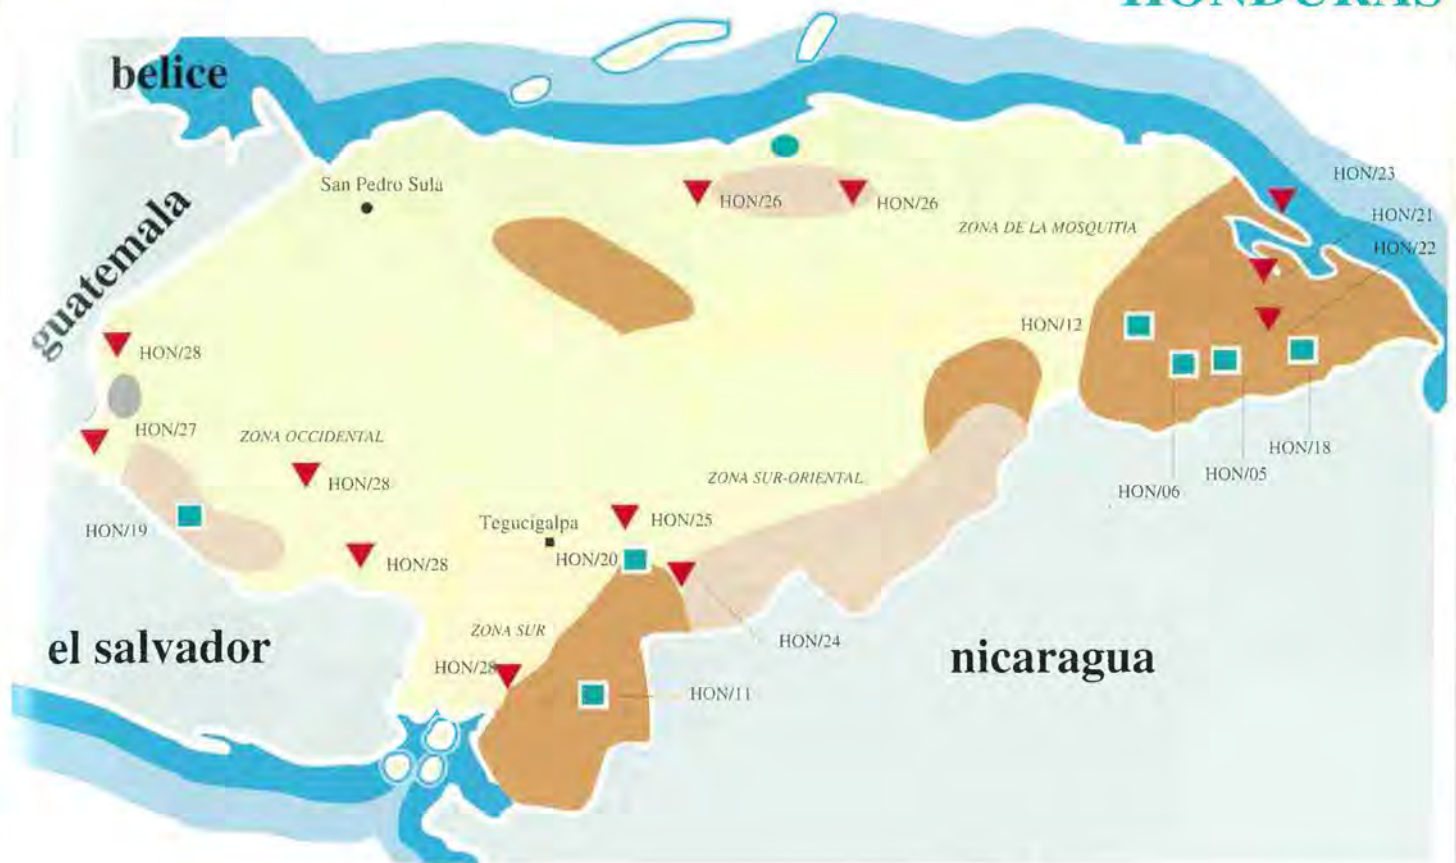 HONDURAS
belice
HON/23
San Pedro Sula
HON/26
HON/26
HON/21
ZONA DE LA MOSQUITIA
HON/22
guatemala
HON/12
HON/28
HON/27
ZONA OCCIDENTAL
HON/18
ZONA SUR-ORIENTAL
HON/05
HON/28
HON/06
HON/19
Tegucigalpa
HON/25
HON/20
HON/28
ZONA SUR
HON/24
el salvador
nicaragua
HON/28
HON/11